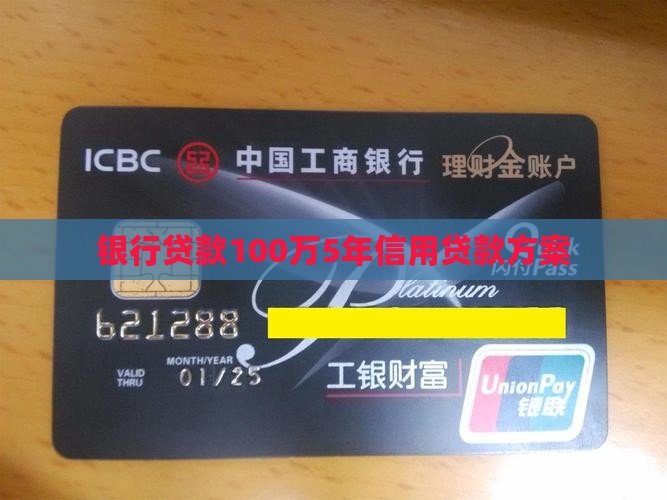 ICBC 中国工商银行 理财金账户
银行贷款100万5年信用贷款方案
闪付Pass
Platinum
621288
MONTH/YEAR
VALID THRU 01/25
工银财富
UnionPay
银联